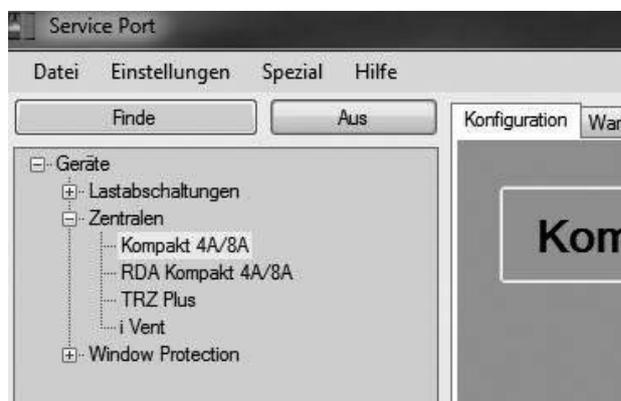 Service Port
Datei Einstellungen Spezial Hilfe
Finde Aus Konfiguration
Geräte
Lastabschaltungen
Zentralen
Kompakt 4A/8A
RDA Kompakt 4A/8A
TRZ Plus
i Vent
Window Protection